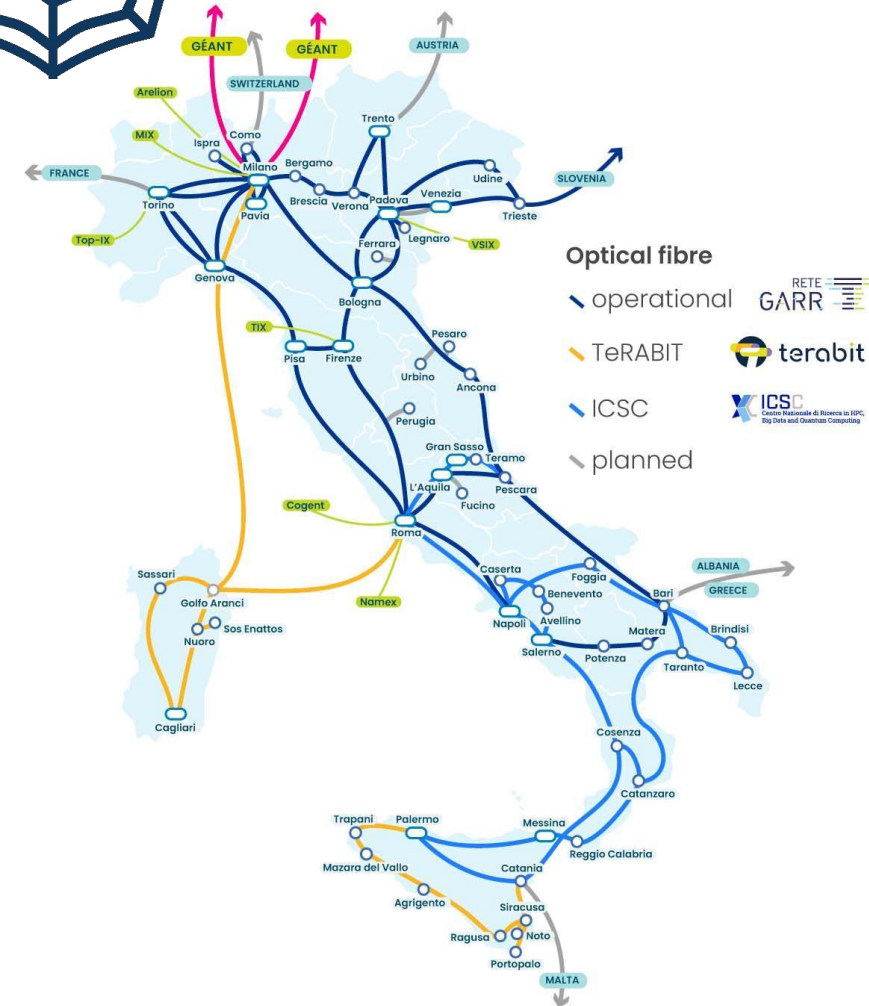 GÉANT
GÉANT
AUSTRIA
SWITZERLAND
Arelion
Trento
MIX
Ispra
Como
Milano
Bergamo
FRANCE
Udine
SLOVENIA
Torino
Pavia
Brescia
Verona
Padova
Venezia
Trieste
Top-IX
Legnaro
VSIX
Ferrara
Genova
Bologna
Optical fibre
operational
RETE
GARR
TeRABIT
terabit
ICSC
ICSC
Centro Nazionale di Ricerca in HPC,
Big Data and Quantum Computing
planned
TIX
Pisa
Firenze
Pesaro
Urbino
Ancona
Perugia
Gran Sasso
Teramo
L'Aquila
Fucino
Pescara
Cogent
Roma
Namex
Sassari
Golfo Aranci
Sos Enattos
Nuoro
Cagliari
Caserta
Foggia
Benevento
Avellino
Napoli
Salerno
Potenza
Matera
Bari
ALBANIA
GREECE
Brindisi
Taranto
Lecce
Cosenza
Catanzaro
Trapani
Palermo
Messina
Reggio Calabria
Mazara del Vallo
Catania
Agrigento
Siracusa
Ragusa
Noto
Portopalo
MALTA